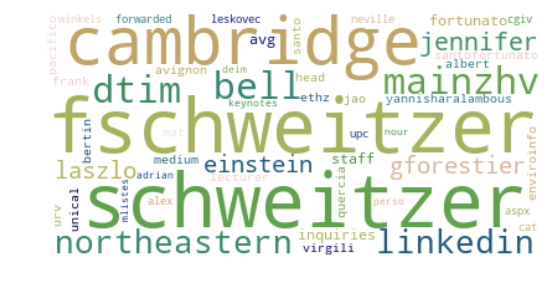 owinkels forwarded leskovec santo neville fortunato cgiv
pacific cambridge avg jennifer
santofortunato
frank avignon deim head albert
dtim bell mainzhv
keynotes ethz jao yannisharalambous
fschweitzer
bertin mat upc nour enviroinfo
laszlo medium einstein staff gforestier
adrian lecturer quercia
mlistes schweitzer
urv unical alex perso aspx
cat
northeastern inquiries linkedin
virgili